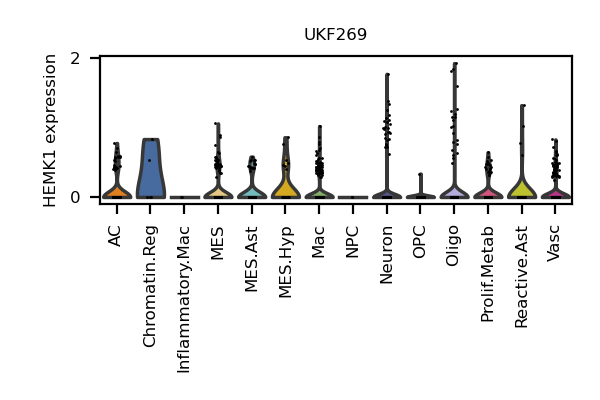 UKF269
HEMK1 expression
2
0
AC
Chromatin.Reg
Inflammatory.Mac
MES
MES.Ast
MES.Hyp
Mac
NPC
Neuron
OPC
Oligo
Prolif.Metab
Reactive.Ast
Vasc